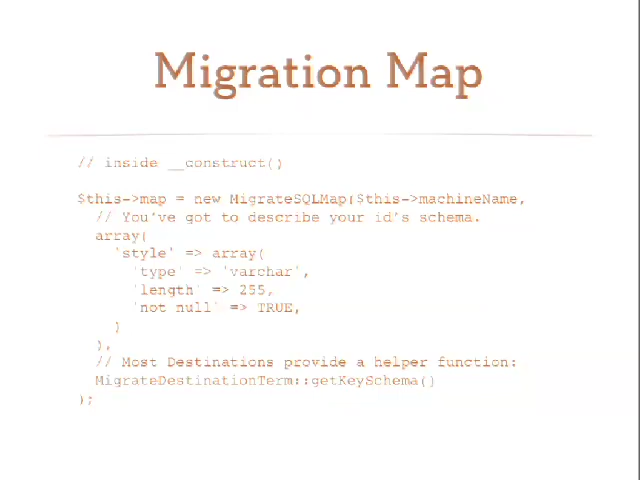 Migration Map
// inside __construct()
$this->map = new MigrateSQLMap($this->machineName,
// You've got to describe your id's schema.
array(
'style' => array(
'type' => 'varchar',
'length' => 255,
'not null' => TRUE,
)
),
// Most Destinations provide a helper function:
MigrateDestinationTerm::getKeySchema()
);